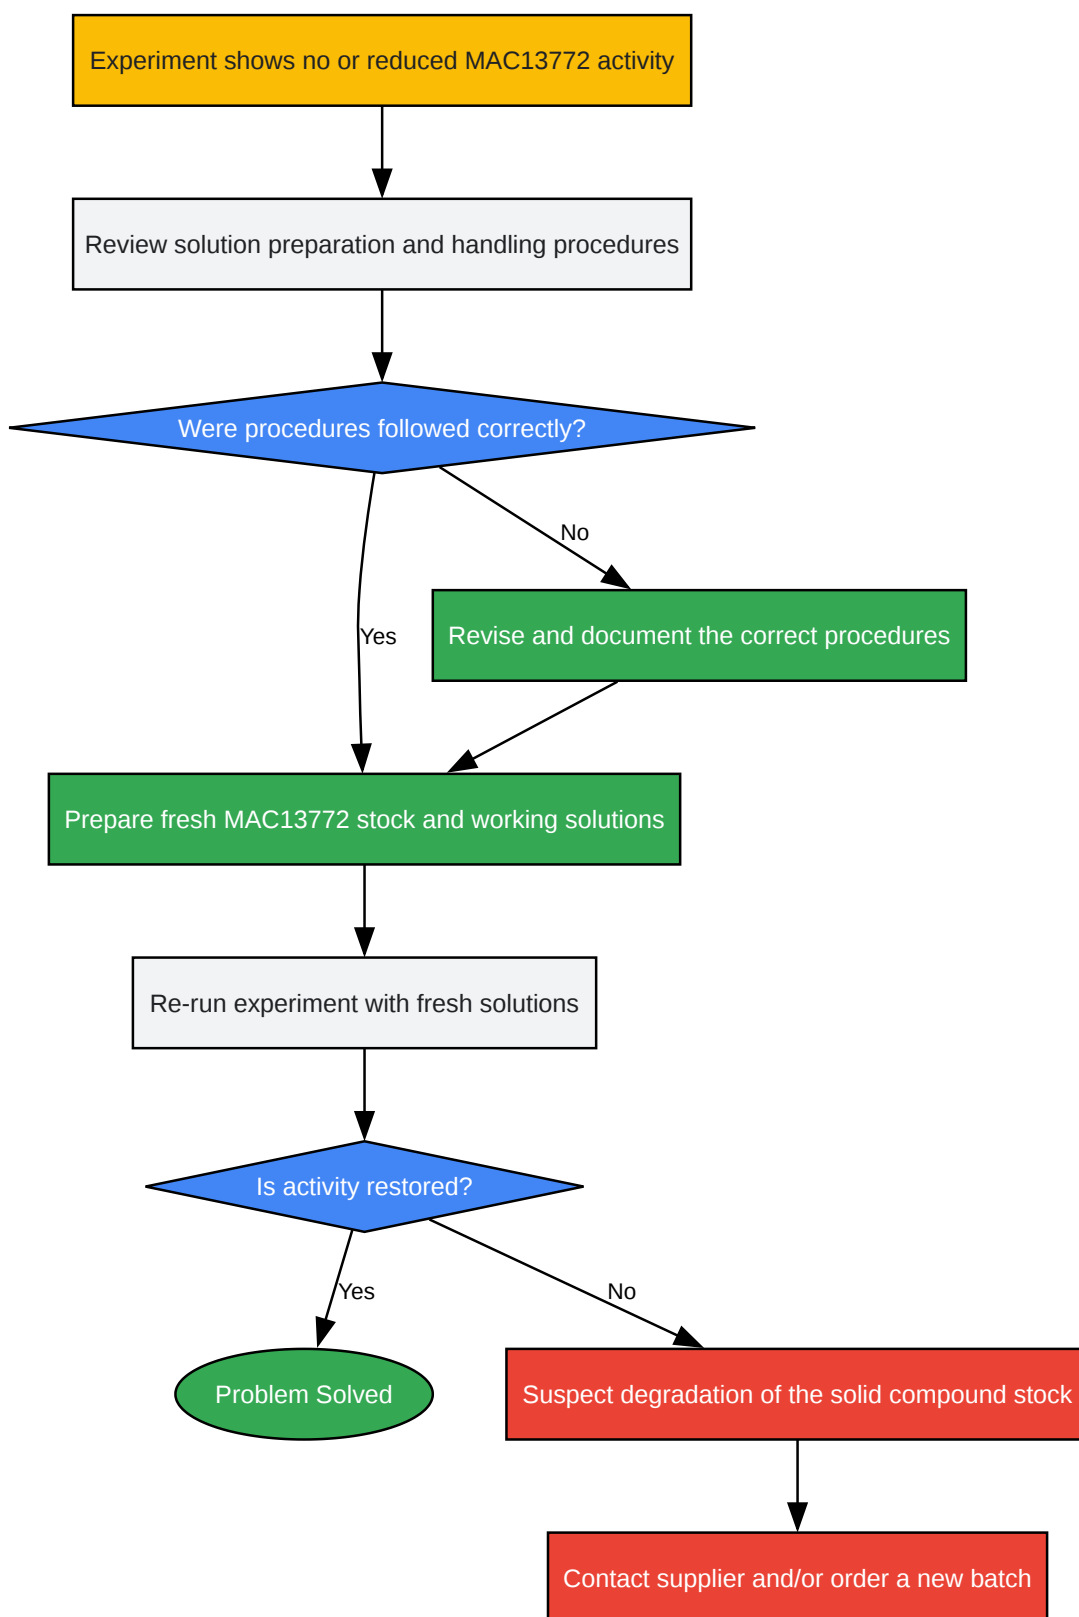 Experiment shows no or reduced MAC13772 activity
Review solution preparation and handling procedures
Were procedures followed correctly?
No
Yes
Revise and document the correct procedures
Prepare fresh MAC13772 stock and working solutions
Re-run experiment with fresh solutions
Is activity restored?
Yes
No
Problem Solved
Suspect degradation of the solid compound stock
Contact supplier and/or order a new batch